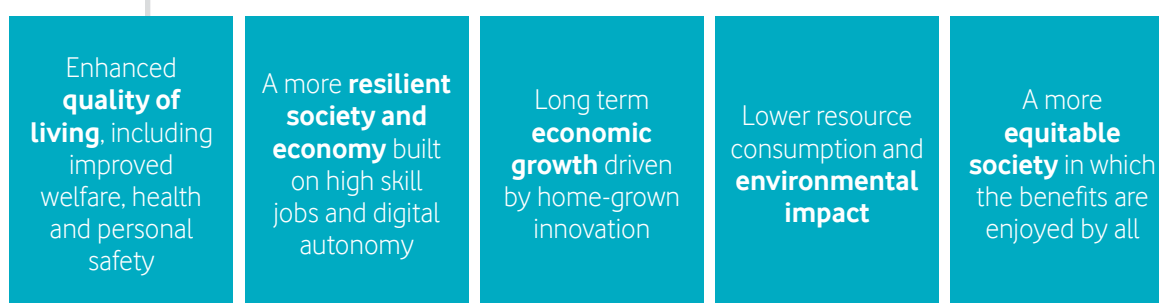 Enhanced
quality of
living, including
improved
welfare, health
and personal
safety
A more resilient
society and
economy built
on high skill
jobs and digital
autonomy
Long term
economic
growth driven
by home-grown
innovation
Lower resource
consumption and
environmental
impact
A more
equitable
society in which
the benefits are
enjoyed by all